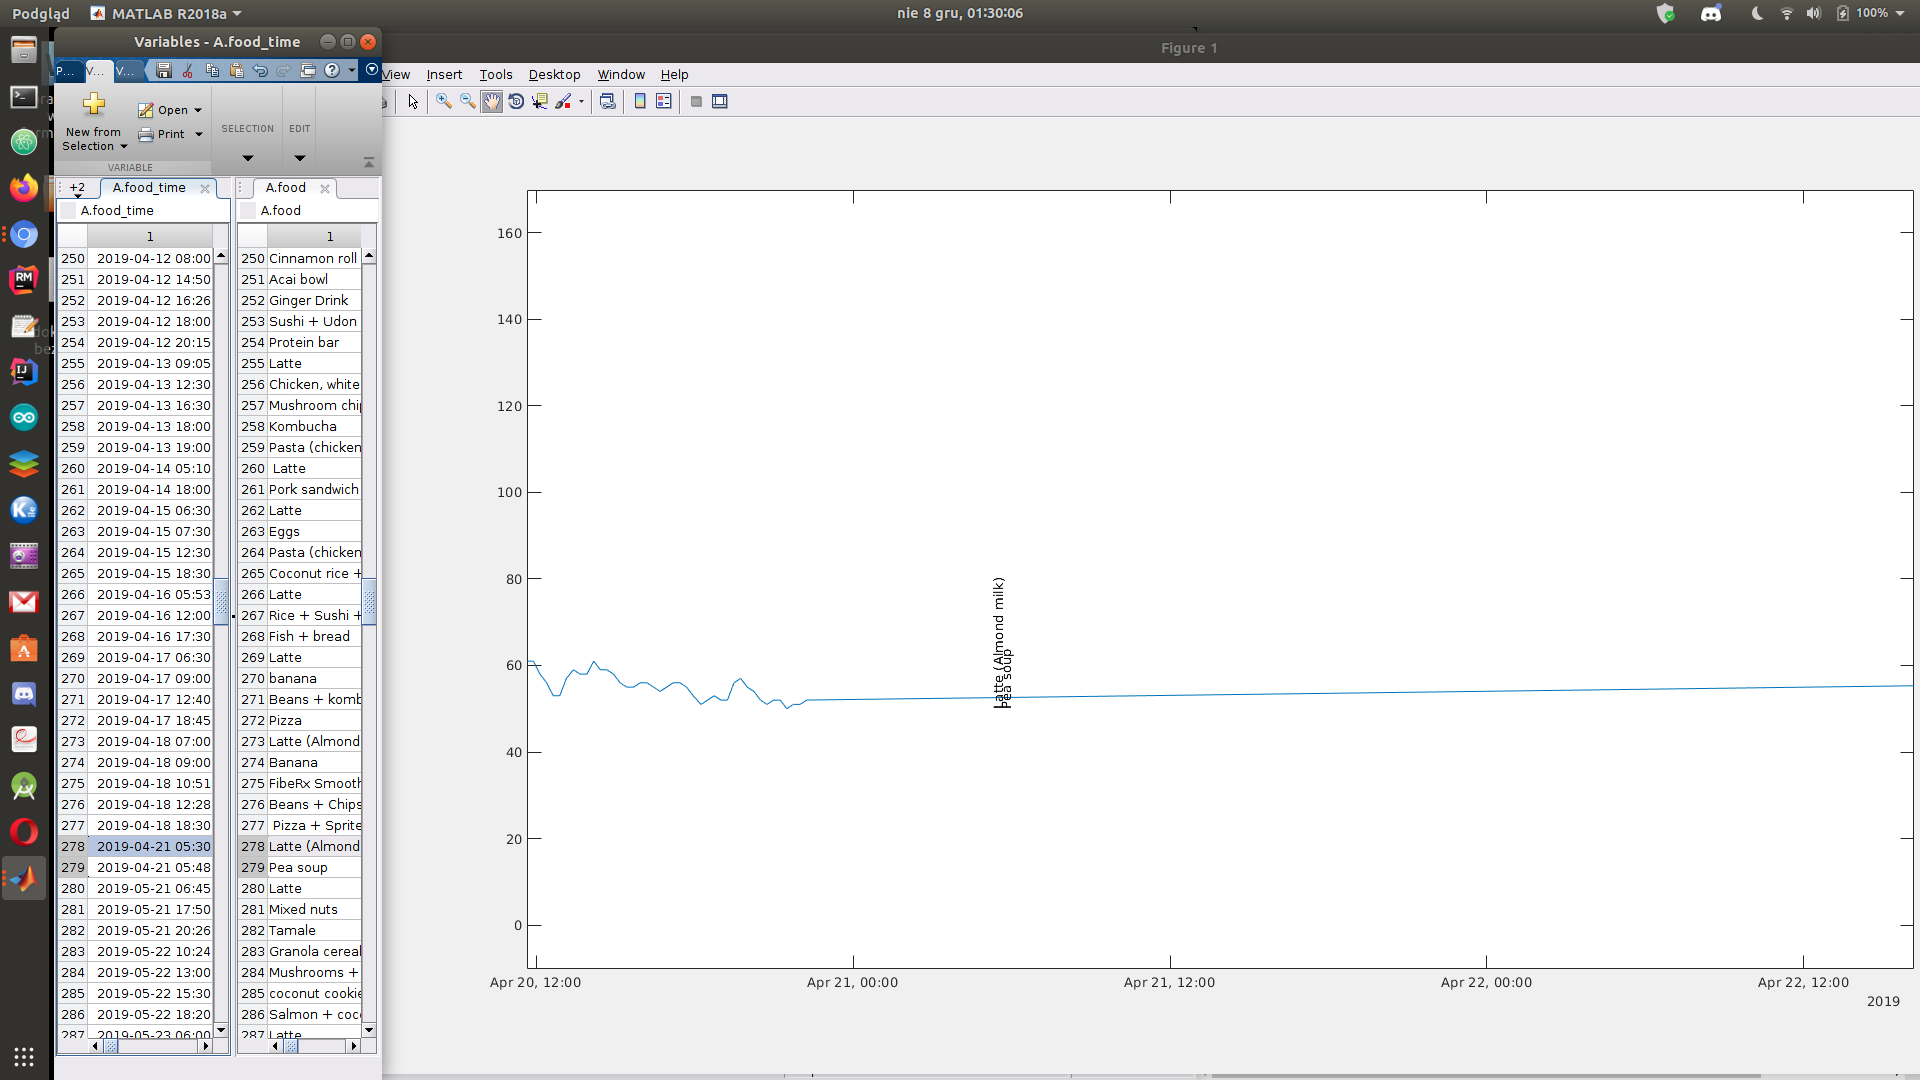 Podgląd MATLAB R2018a nie 8 gru, 01:30:06 100%
Variables - A.food_time
Figure 1
P... V... V...
View Insert Tools Desktop Window Help
New from Selection
Open
Print
SELECTION EDIT
VARIABLE
+2 A.food_time A.food
A.food_time A.food
1 1
250 2019-04-12 08:00 250 Cinnamon roll
251 2019-04-12 14:50 251 Acai bowl
252 2019-04-12 16:26 252 Ginger Drink
253 2019-04-12 18:00 253 Sushi + Udon
254 2019-04-12 20:15 254 Protein bar
255 2019-04-13 09:05 255 Latte
256 2019-04-13 12:30 256 Chicken, white
257 2019-04-13 16:30 257 Mushroom chip
258 2019-04-13 18:00 258 Kombucha
259 2019-04-13 19:00 259 Pasta (chicken
260 2019-04-14 05:10 260 Latte
261 2019-04-14 18:00 261 Pork sandwich
262 2019-04-15 06:30 262 Latte
263 2019-04-15 07:30 263 Eggs
264 2019-04-15 12:30 264 Pasta (chicken
265 2019-04-15 18:30 265 Coconut rice +
266 2019-04-16 05:53 266 Latte
267 2019-04-16 12:00 267 Rice + Sushi +
268 2019-04-16 17:30 268 Fish + bread
269 2019-04-17 06:30 269 Latte
270 2019-04-17 09:00 270 banana
271 2019-04-17 12:40 271 Beans + komb
272 2019-04-17 18:45 272 Pizza
273 2019-04-18 07:00 273 Latte (Almond
274 2019-04-18 09:00 274 Banana
275 2019-04-18 10:51 275 FibeRx Smooth
276 2019-04-18 12:28 276 Beans + Chips
277 2019-04-18 18:30 277 Pizza + Sprite
278 2019-04-21 05:30 278 Latte (Almond
279 2019-04-21 05:48 279 Pea soup
280 2019-05-21 06:45 280 Latte
281 2019-05-21 17:50 281 Mixed nuts
282 2019-05-21 20:26 282 Tamale
283 2019-05-22 10:24 283 Granola cereal
284 2019-05-22 13:00 284 Mushrooms +
285 2019-05-22 15:30 285 coconut cookie
286 2019-05-22 18:20 286 Salmon + coc
287 2019-05-23 06:00 287 Latte
160
140
120
100
80
60
40
20
0
Latte (Almond milk)
Pea soup
Apr 20, 12:00 Apr 21, 00:00 Apr 21, 12:00 Apr 22, 00:00 Apr 22, 12:00
2019